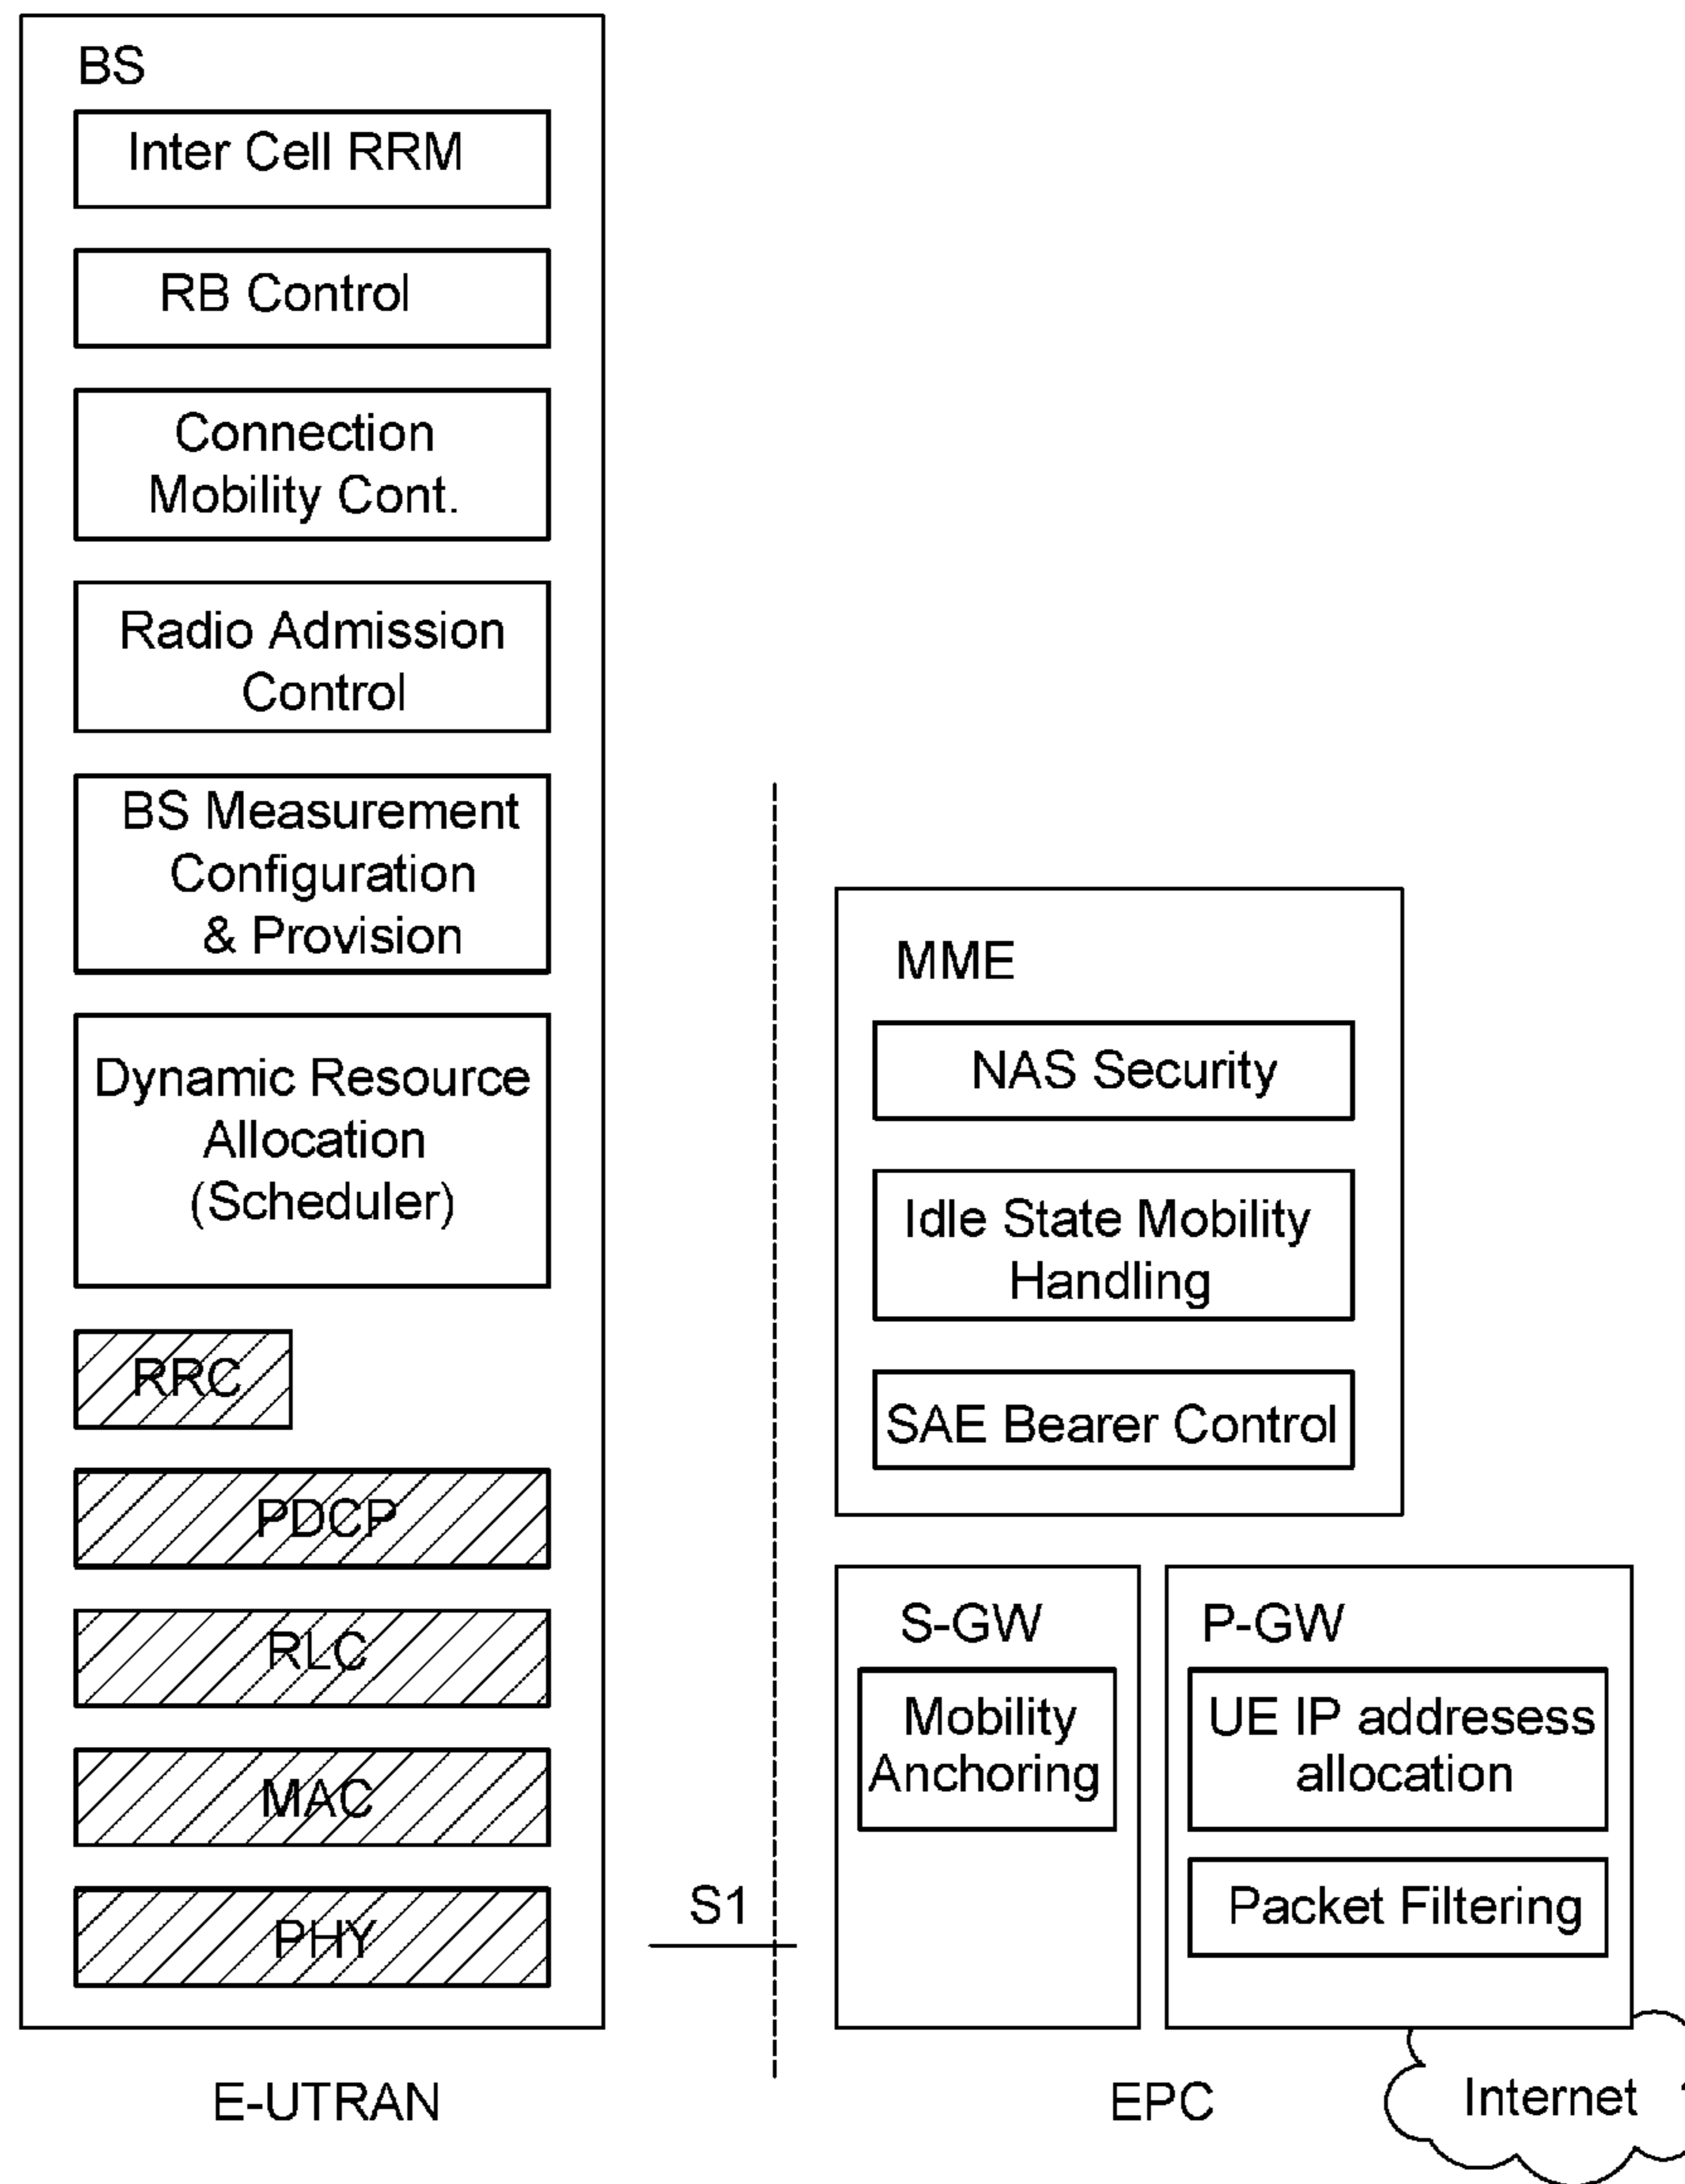 BS
Inter Cell RRM
RB Control
Connection
Mobility Cont.
Radio Admission
Control
BS Measurement
Configuration
& Provision
Dynamic Resource
Allocation
(Scheduler)
RRC
PDCP
RLC
MAC
PHY
S1
E-UTRAN
MME
NAS Security
Idle State Mobility
Handling
SAE Bearer Control
S-GW
Mobility
Anchoring
P-GW
UE IP addresess
allocation
Packet Filtering
EPC
Internet